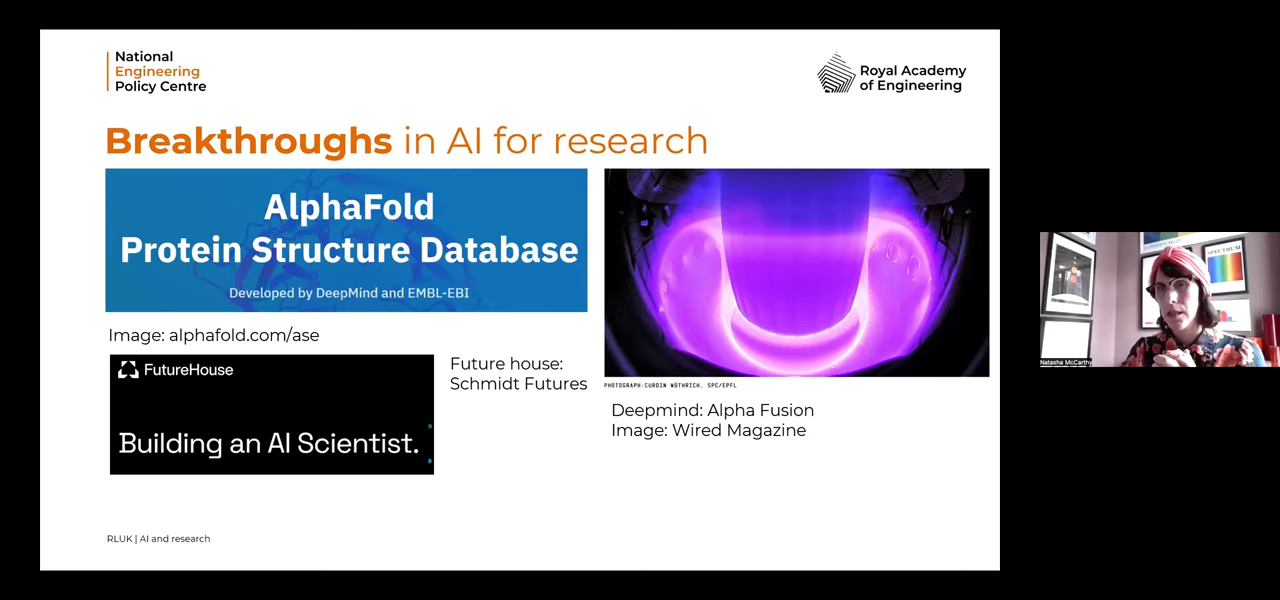 National
Engineering
Policy Centre
Royal Academy
of Engineering
Breakthroughs in AI for research
AlphaFold
Protein Structure Database
Developed by DeepMind and EMBL-EBI
Image: alphafold.com/ase
FutureHouse
Building an AI Scientist.
Future house:
Schmidt Futures
PHOTOGRAPH: CURDIN WÜTHRICH, SPC/EPFL
Deepmind: Alpha Fusion
Image: Wired Magazine
RLUK | AI and research
SPECTRUM
Natasha McCarthy